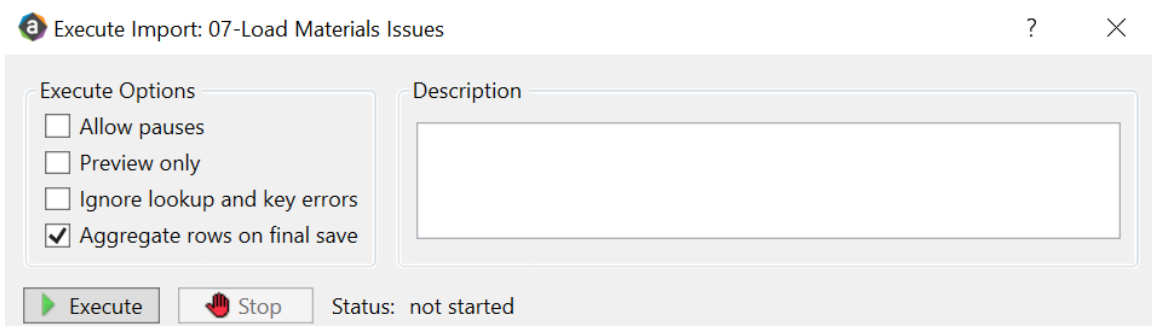 Execute Import: 07-Load Materials Issues
Execute Options
Allow pauses
Preview only
Ignore lookup and key errors
Aggregate rows on final save
Description
Execute
Stop
Status: not started